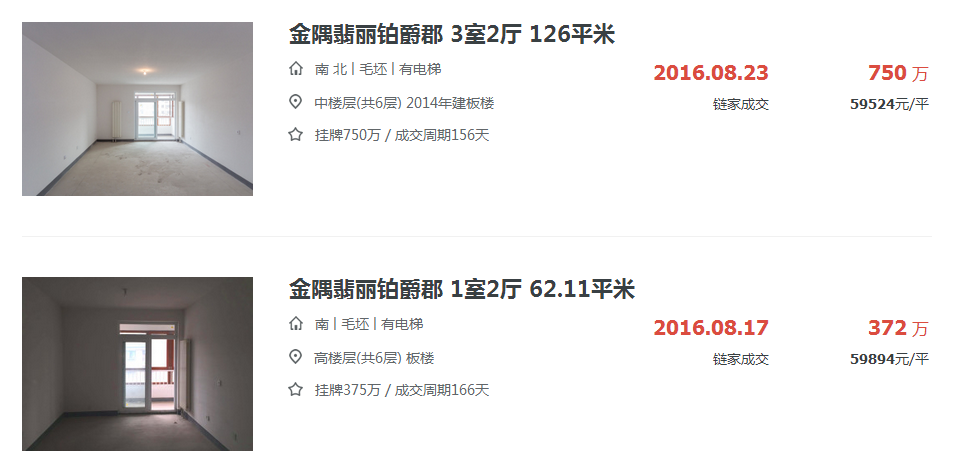 金隅翡丽铂爵郡 3室2厅 126平米
南 北 | 毛坯 | 有电梯
2016.08.23
750 万
中楼层(共6层) 2014年建板楼
链家成交
59524元/平
挂牌750万 / 成交周期156天
金隅翡丽铂爵郡 1室2厅 62.11平米
南 | 毛坯 | 有电梯
2016.08.17
372 万
高楼层(共6层) 板楼
链家成交
59894元/平
挂牌375万 / 成交周期166天